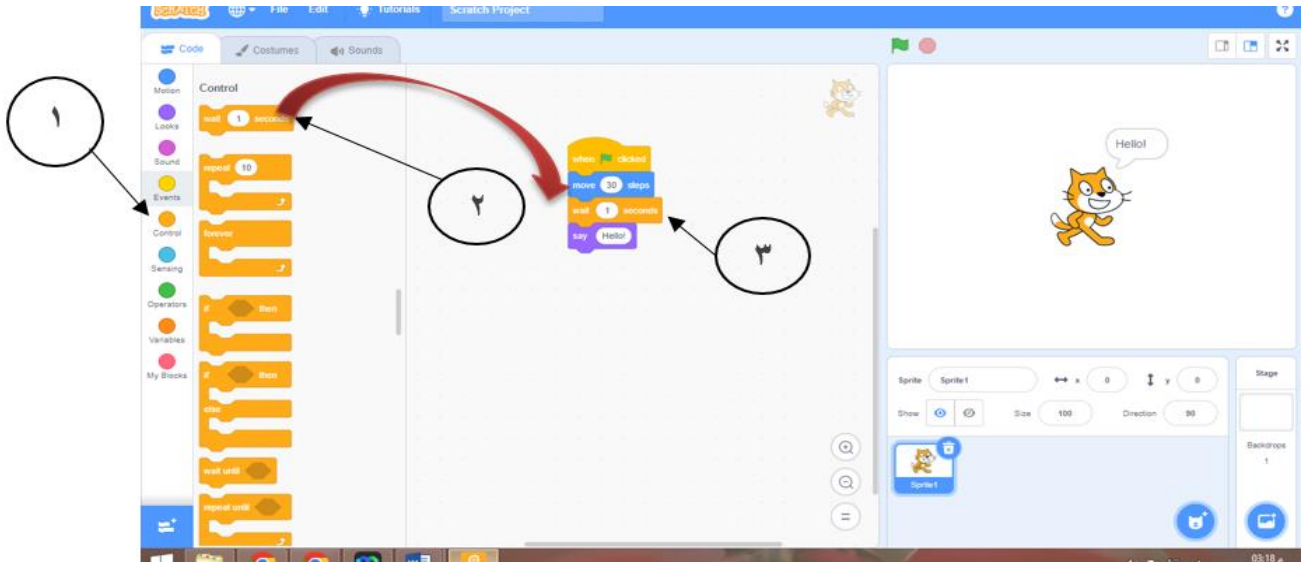 SCRATCH File Edit Tutorials Scratch Project ?
Code Costumes Sounds
Motion
Looks
Sound
Events
Control
Sensing
Operators
Variables
My Blocks
Control
wait 1 seconds
repeat 10
forever
if then
if then
else
wait until
repeat until
١
٢
٣
when clicked
move 30 steps
wait 1 seconds
say Hello!
Hello!
Sprite Sprite1 x 0 y 0
Show Size 100 Direction 90
Sprite1
Stage
Backdrops
1
03:18 م